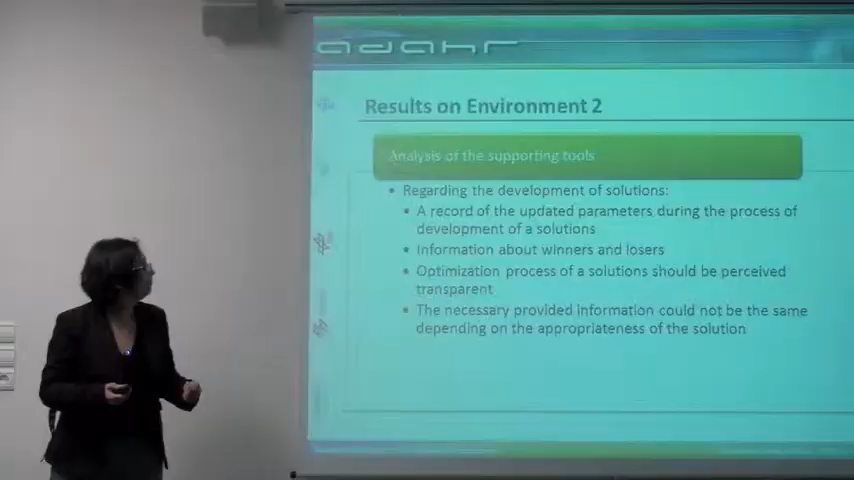 adahr
Results on Environment 2
Analysis of the supporting tools
• Regarding the development of solutions:
• A record of the updated parameters during the process of
development of a solutions
• Information about winners and losers
• Optimization process of a solutions should be perceived
transparent
• The necessary provided information could not be the same
depending on the appropriateness of the solution